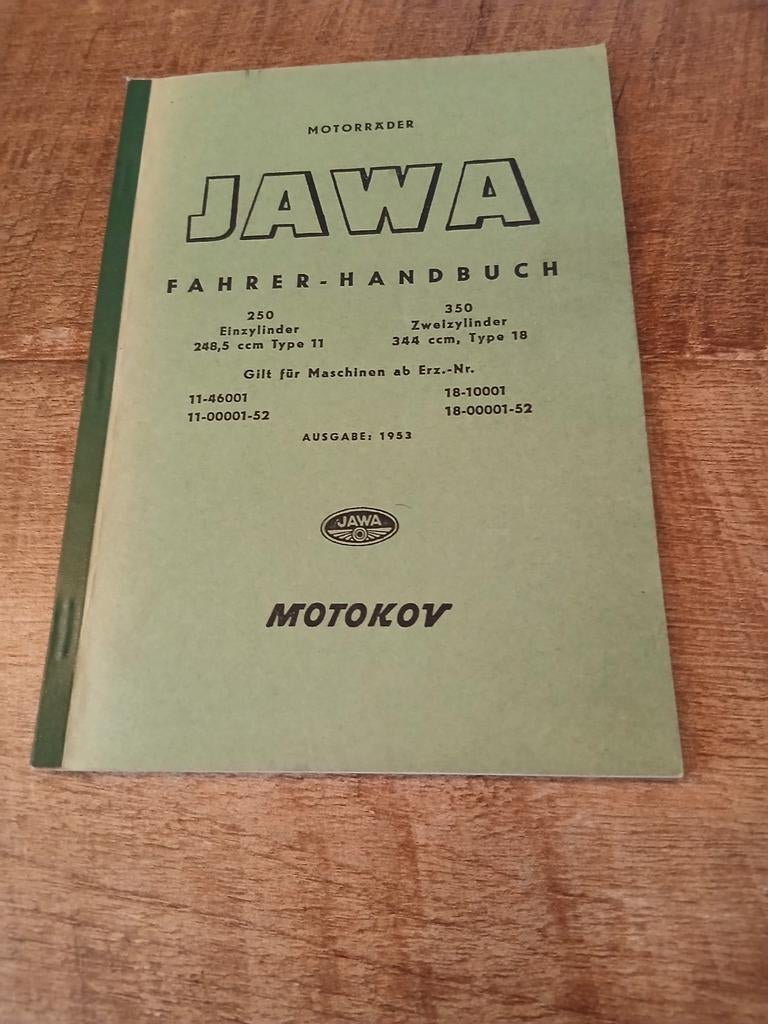 MOTORRÄDER
JAWA
FAHRER-HANDBUCH
250 350
Einzylinder Zweizylinder
248,5 ccm Type 11 344 ccm, Type 18
Gilt für Maschinen ab Erz.-Nr.
11-46001 18-10001
11-00001-52 18-00001-52
AUSGABE: 1953
JAWA
MOTOKOV